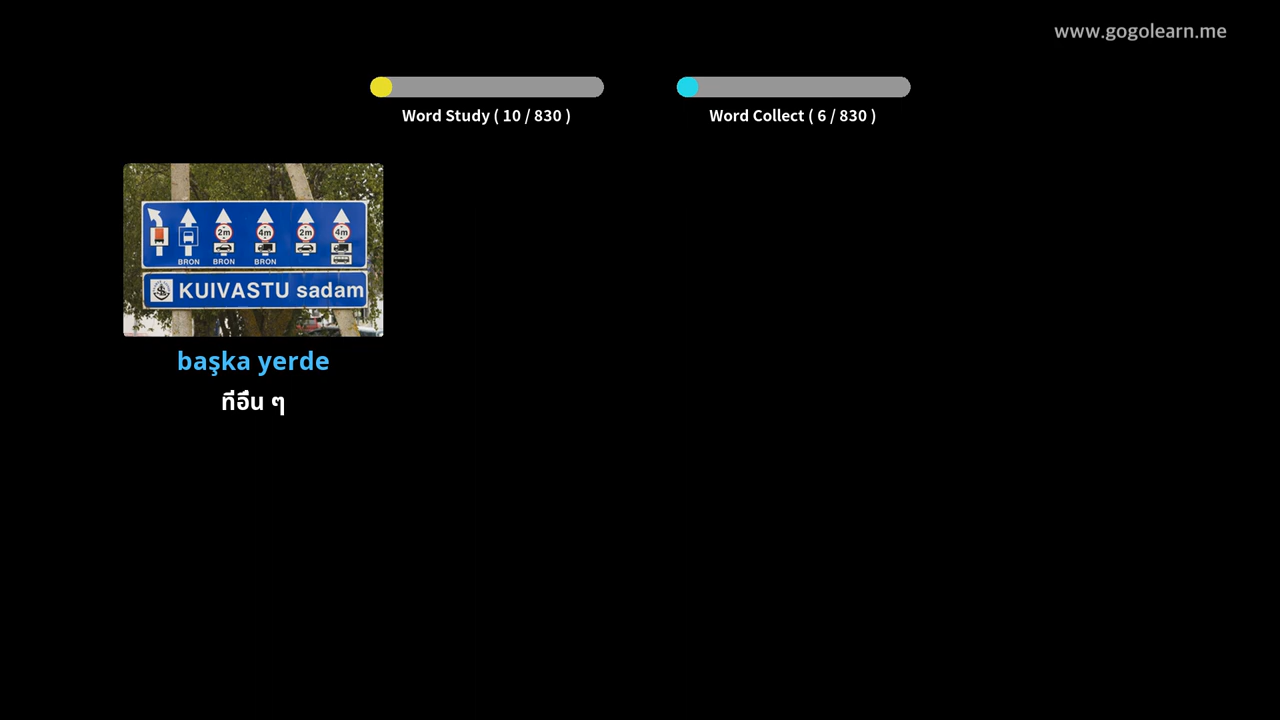 www.gogolearn.me
Word Study ( 10 / 830 )
Word Collect ( 6 / 830 )
2m 4m 2m 4m
BRON BRON BRON
KUIVASTU sadam
başka yerde
ที่อื่น ๆ